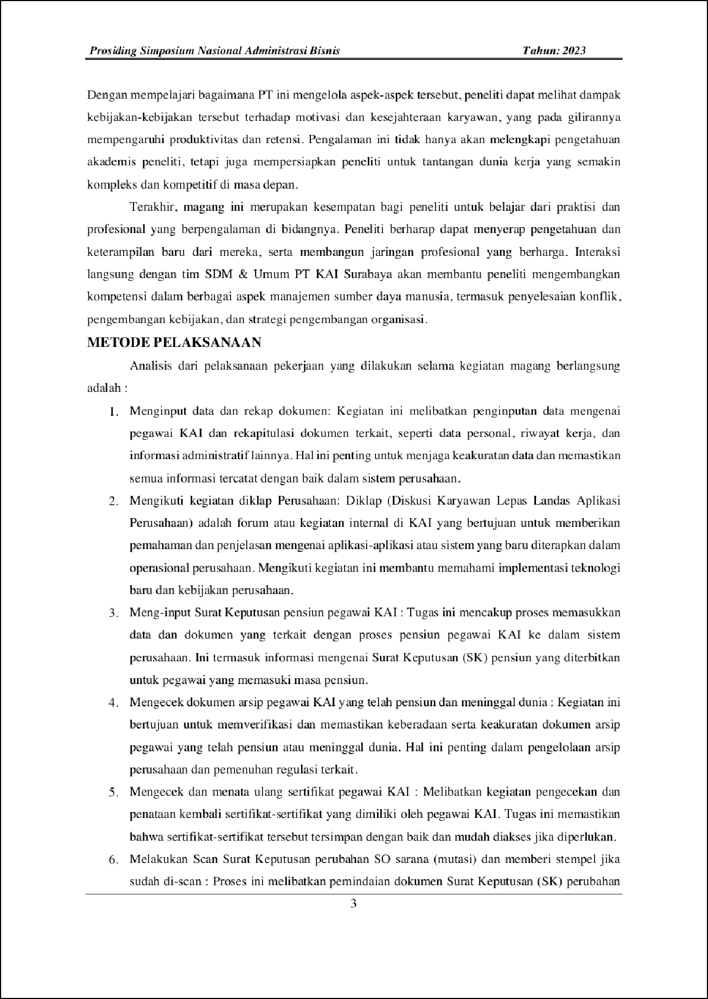 Prosiding Simposium Nasional Administrasi Bisnis Tahun: 2023
Dengan mempelajari bagaimana PT ini mengelola aspek-aspek tersebut, peneliti dapat melihat dampak
kebijakan-kebijakan tersebut terhadap motivasi dan kesejahteraan karyawan, yang pada gilirannya
mempengaruhi produktivitas dan retensi. Pengalaman ini tidak hanya akan melengkapi pengetahuan
akademis peneliti, tetapi juga mempersiapkan peneliti untuk tantangan dunia kerja yang semakin
kompleks dan kompetitif di masa depan.
Terakhir, magang ini merupakan kesempatan bagi peneliti untuk belajar dari praktisi dan
profesional yang berpengalaman di bidangnya. Peneliti berharap dapat menyerap pengetahuan dan
keterampilan baru dari mereka, serta membangun jaringan profesional yang berharga. Interaksi
langsung dengan tim SDM & Umum PT KAI Surabaya akan membantu peneliti mengembangkan
kompetensi dalam berbagai aspek manajemen sumber daya manusia, termasuk penyelesaian konflik,
pengembangan kebijakan, dan strategi pengembangan organisasi.
METODE PELAKSANAAN
Analisis dari pelaksanaan pekerjaan yang dilakukan selama kegiatan magang berlangsung
adalah :
1. Menginput data dan rekap dokumen: Kegiatan ini melibatkan penginputan data mengenai
pegawai KAI dan rekapitulasi dokumen terkait, seperti data personal, riwayat kerja, dan
informasi administratif lainnya. Hal ini penting untuk menjaga keakuratan data dan memastikan
semua informasi tercatat dengan baik dalam sistem perusahaan.
2. Mengikuti kegiatan diklap Perusahaan: Diklap (Diskusi Karyawan Lepas Landas Aplikasi
Perusahaan) adalah forum atau kegiatan internal di KAI yang bertujuan untuk memberikan
pemahaman dan penjelasan mengenai aplikasi-aplikasi atau sistem yang baru diterapkan dalam
operasional perusahaan. Mengikuti kegiatan ini membantu memahami implementasi teknologi
baru dan kebijakan perusahaan.
3. Meng-input Surat Keputusan pensiun pegawai KAI : Tugas ini mencakup proses memasukkan
data dan dokumen yang terkait dengan proses pensiun pegawai KAI ke dalam sistem
perusahaan. Ini termasuk informasi mengenai Surat Keputusan (SK) pensiun yang diterbitkan
untuk pegawai yang memasuki masa pensiun.
4. Mengecek dokumen arsip pegawai KAI yang telah pensiun dan meninggal dunia : Kegiatan ini
bertujuan untuk memverifikasi dan memastikan keberadaan serta keakuratan dokumen arsip
pegawai yang telah pensiun atau meninggal dunia. Hal ini penting dalam pengelolaan arsip
perusahaan dan pemenuhan regulasi terkait.
5. Mengecek dan menata ulang sertifikat pegawai KAI : Melibatkan kegiatan pengecekan dan
penataan kembali sertifikat-sertifikat yang dimiliki oleh pegawai KAI. Tugas ini memastikan
bahwa sertifikat-sertifikat tersebut tersimpan dengan baik dan mudah diakses jika diperlukan.
6. Melakukan Scan Surat Keputusan perubahan SO sarana (mutasi) dan memberi stempel jika
sudah di-scan : Proses ini melibatkan pemindaian dokumen Surat Keputusan (SK) perubahan
3